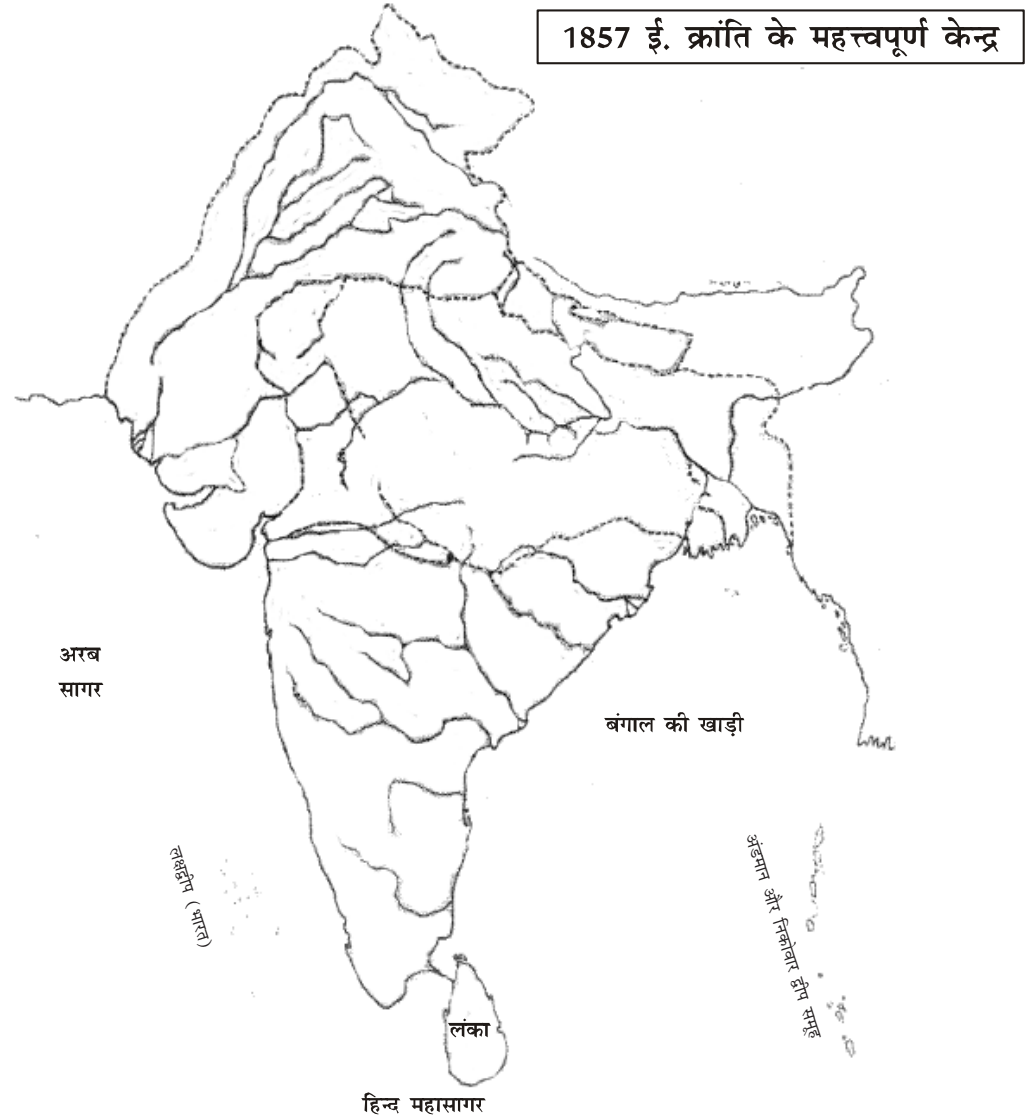 1857 ई. क्रांति के महत्त्वपूर्ण केन्द्र
अरब
सागर
बंगाल की खाड़ी
लक्षद्वीप (भारत)
अंडमान और निकोवार द्वीप समूह
लंका
हिन्द महासागर